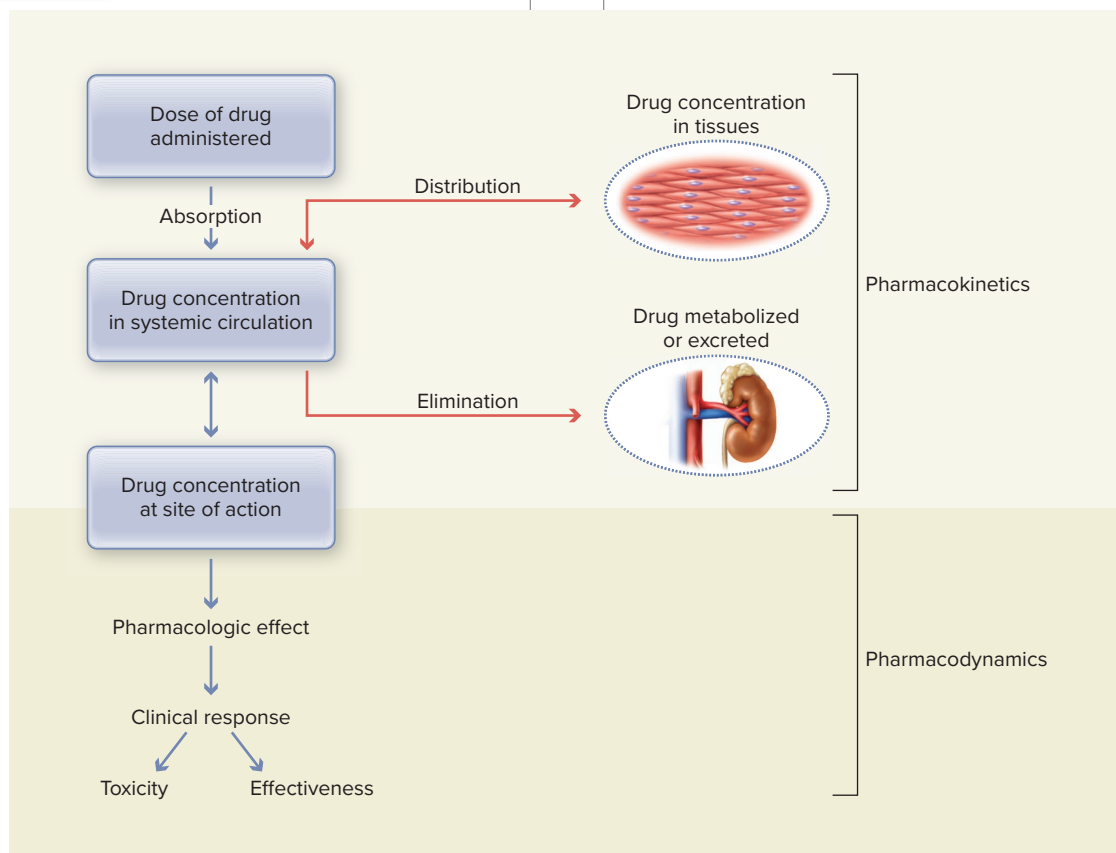 Dose of drug
administered
Absorption
Distribution
Drug concentration
in tissues
Drug concentration
in systemic circulation
Pharmacokinetics
Drug metabolized
or excreted
Elimination
Drug concentration
at site of action
Pharmacologic effect
Pharmacodynamics
Clinical response
Toxicity
Effectiveness